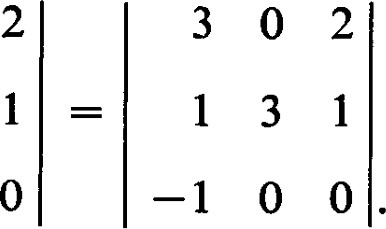 2 | | 3 0 2 |
1 | = | 1 3 1 |
0 | | -1 0 0 |.